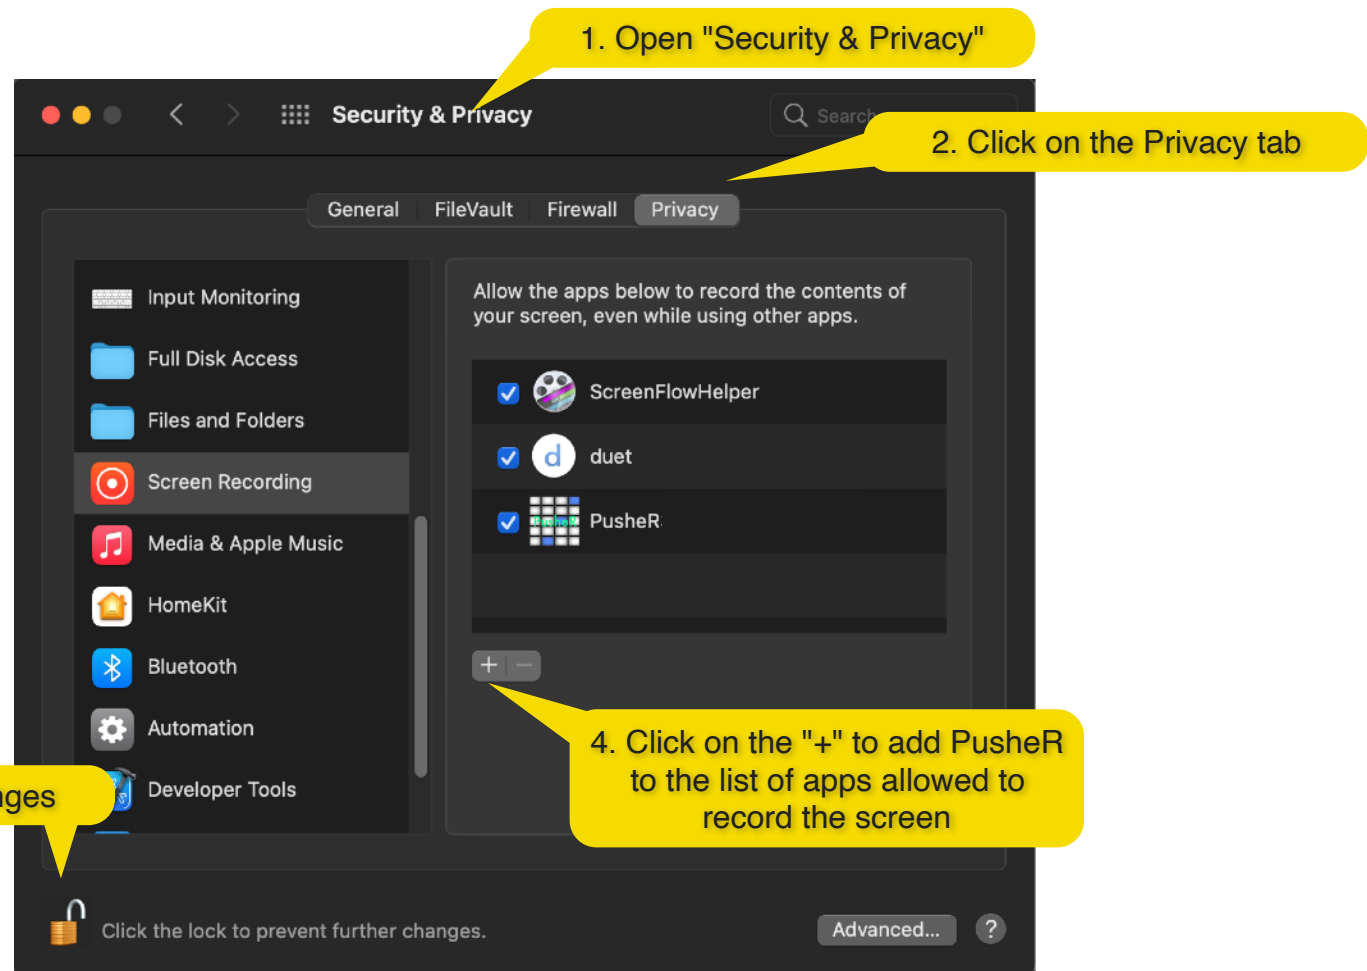 1. Open "Security & Privacy"
Security & Privacy
Search
2. Click on the Privacy tab
General FileVault Firewall Privacy
Input Monitoring
Full Disk Access
Files and Folders
Screen Recording
Media & Apple Music
HomeKit
Bluetooth
Automation
Developer Tools
Allow the apps below to record the contents of
your screen, even while using other apps.
ScreenFlowHelper
d duet
PusheR
4. Click on the "+" to add PusheR
to the list of apps allowed to
record the screen
Click the lock to prevent further changes.
Advanced... ?